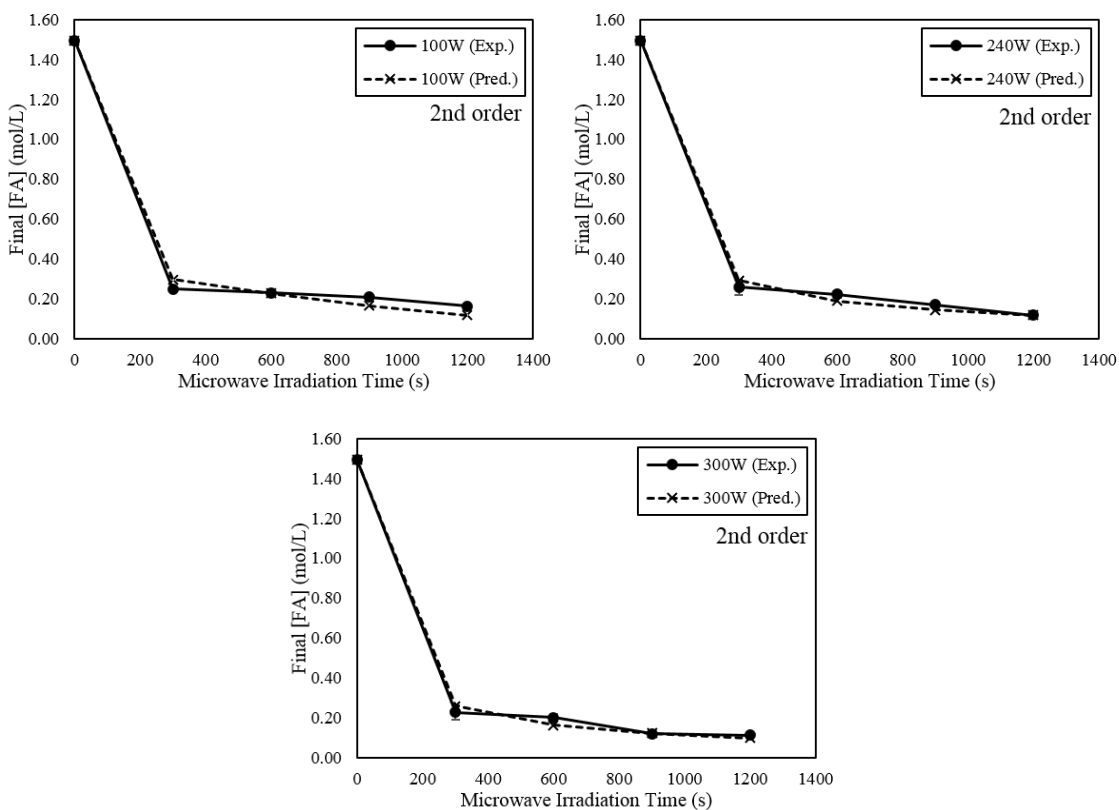 1.60
1.40
1.20
1.00
0.80
0.60
0.40
0.20
0.00
Final [FA] (mol/L)
100W (Exp.)
100W (Pred.)
2nd order
0 200 400 600 800 1000 1200 1400
Microwave Irradiation Time (s)
1.60
1.40
1.20
1.00
0.80
0.60
0.40
0.20
0.00
Final [FA] (mol/L)
240W (Exp.)
240W (Pred.)
2nd order
0 200 400 600 800 1000 1200 1400
Microwave Irradiation Time (s)
1.60
1.40
1.20
1.00
0.80
0.60
0.40
0.20
0.00
Final [FA] (mol/L)
300W (Exp.)
300W (Pred.)
2nd order
0 200 400 600 800 1000 1200 1400
Microwave Irradiation Time (s)